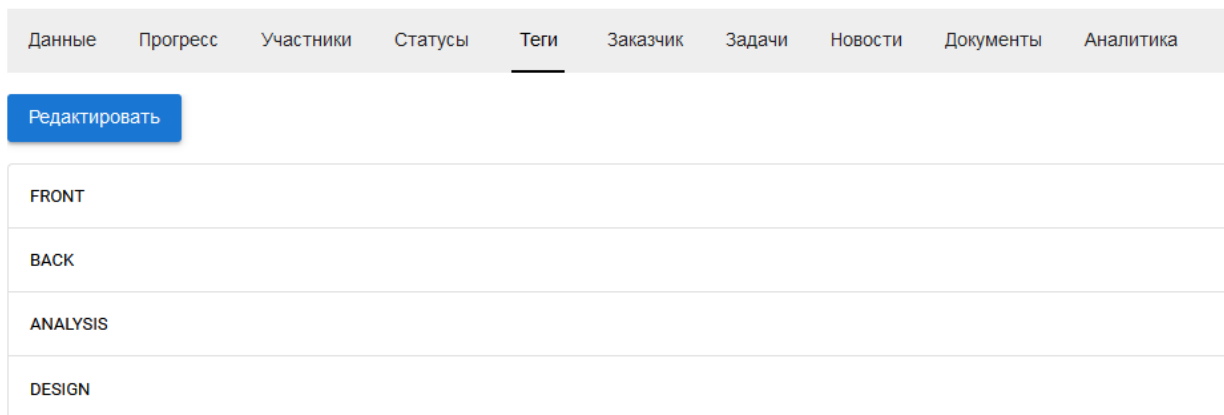 Данные Прогресс Участники Статусы Теги Заказчик Задачи Новости Документы Аналитика
Редактировать
FRONT
BACK
ANALYSIS
DESIGN